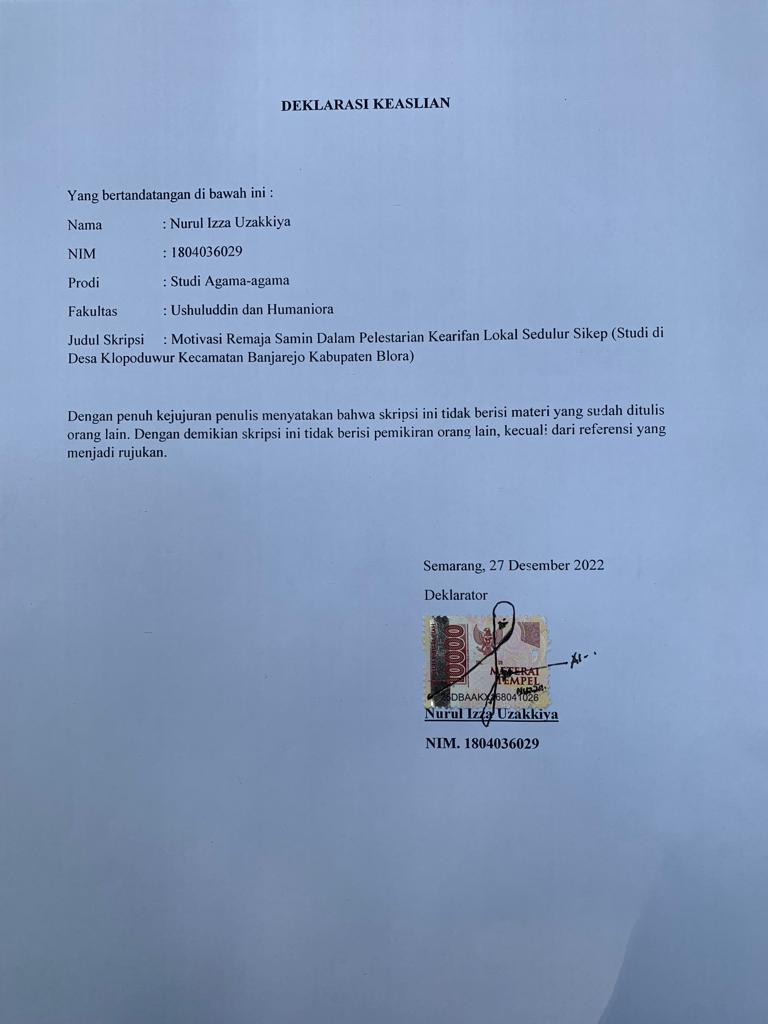 DEKLARASI KEASLIAN
Yang bertandatangan di bawah ini :
Nama : Nurul Izza Uzakkiya
NIM : 1804036029
Prodi : Studi Agama-agama
Fakultas : Ushuluddin dan Humaniora
Judul Skripsi : Motivasi Remaja Samin Dalam Pelestarian Kearifan Lokal Sedulur Sikep (Studi di
Desa Klopoduwur Kecamatan Banjarejo Kabupaten Blora)
Dengan penuh kejujuran penulis menyatakan bahwa skripsi ini tidak berisi materi yang sudah ditulis
orang lain. Dengan demikian skripsi ini tidak berisi pemikiran orang lain, kecuali dari referensi yang
menjadi rujukan.
Semarang, 27 Desember 2022
Deklarator
10000
METERAI
TEMPEL
Nurul Izza Uzakkiya
NIM. 1804036029